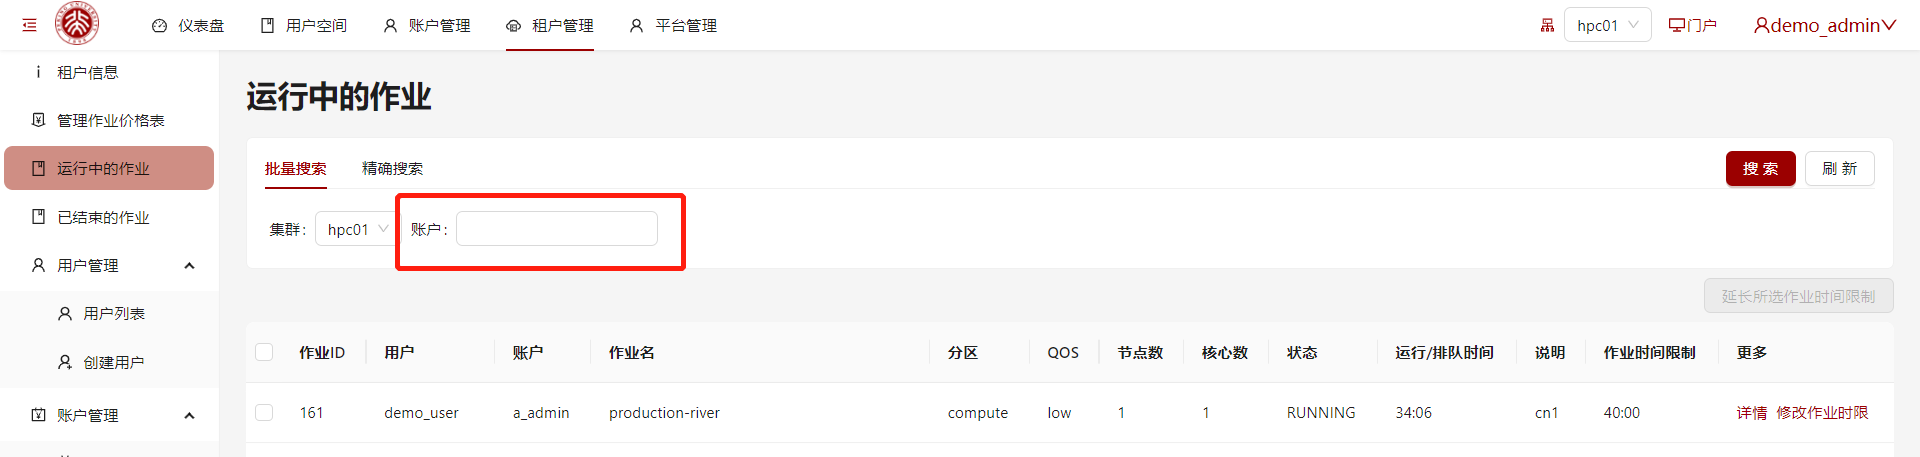 仪表盘 用户空间 账户管理 租户管理 平台管理 hpc01 门户 demo_admin
租户信息
管理作业价格表
运行中的作业
已结束的作业
用户管理
用户列表
创建用户
账户管理
运行中的作业
批量搜索 精确搜索 搜 索 刷 新
集群: hpc01 账户:
延长所选作业时间限制
作业ID 用户 账户 作业名 分区 QOS 节点数 核心数 状态 运行/排队时间 说明 作业时间限制 更多
161 demo_user a_admin production-river compute low 1 1 RUNNING 34:06 cn1 40:00 详情 修改作业时限